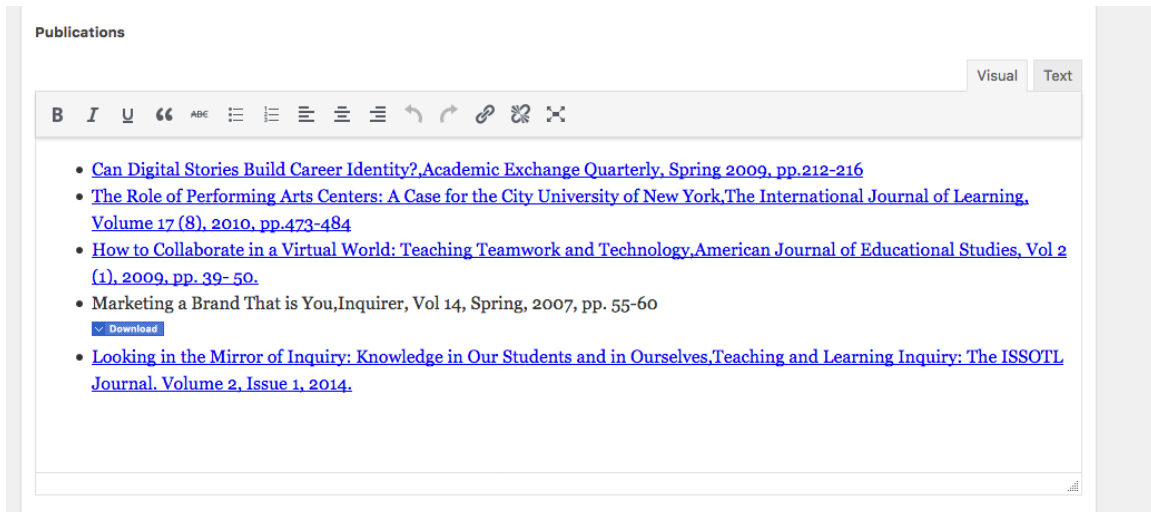 Publications
Visual Text
B I U “ ABE
Can Digital Stories Build Career Identity?,Academic Exchange Quarterly, Spring 2009, pp.212-216
The Role of Performing Arts Centers: A Case for the City University of New York,The International Journal of Learning,
Volume 17 (8), 2010, pp.473-484
How to Collaborate in a Virtual World: Teaching Teamwork and Technology,American Journal of Educational Studies, Vol 2
(1), 2009, pp. 39- 50.
Marketing a Brand That is You,Inquirer, Vol 14, Spring, 2007, pp. 55-60
Download
Looking in the Mirror of Inquiry: Knowledge in Our Students and in Ourselves,Teaching and Learning Inquiry: The ISSOTL
Journal. Volume 2, Issue 1, 2014.